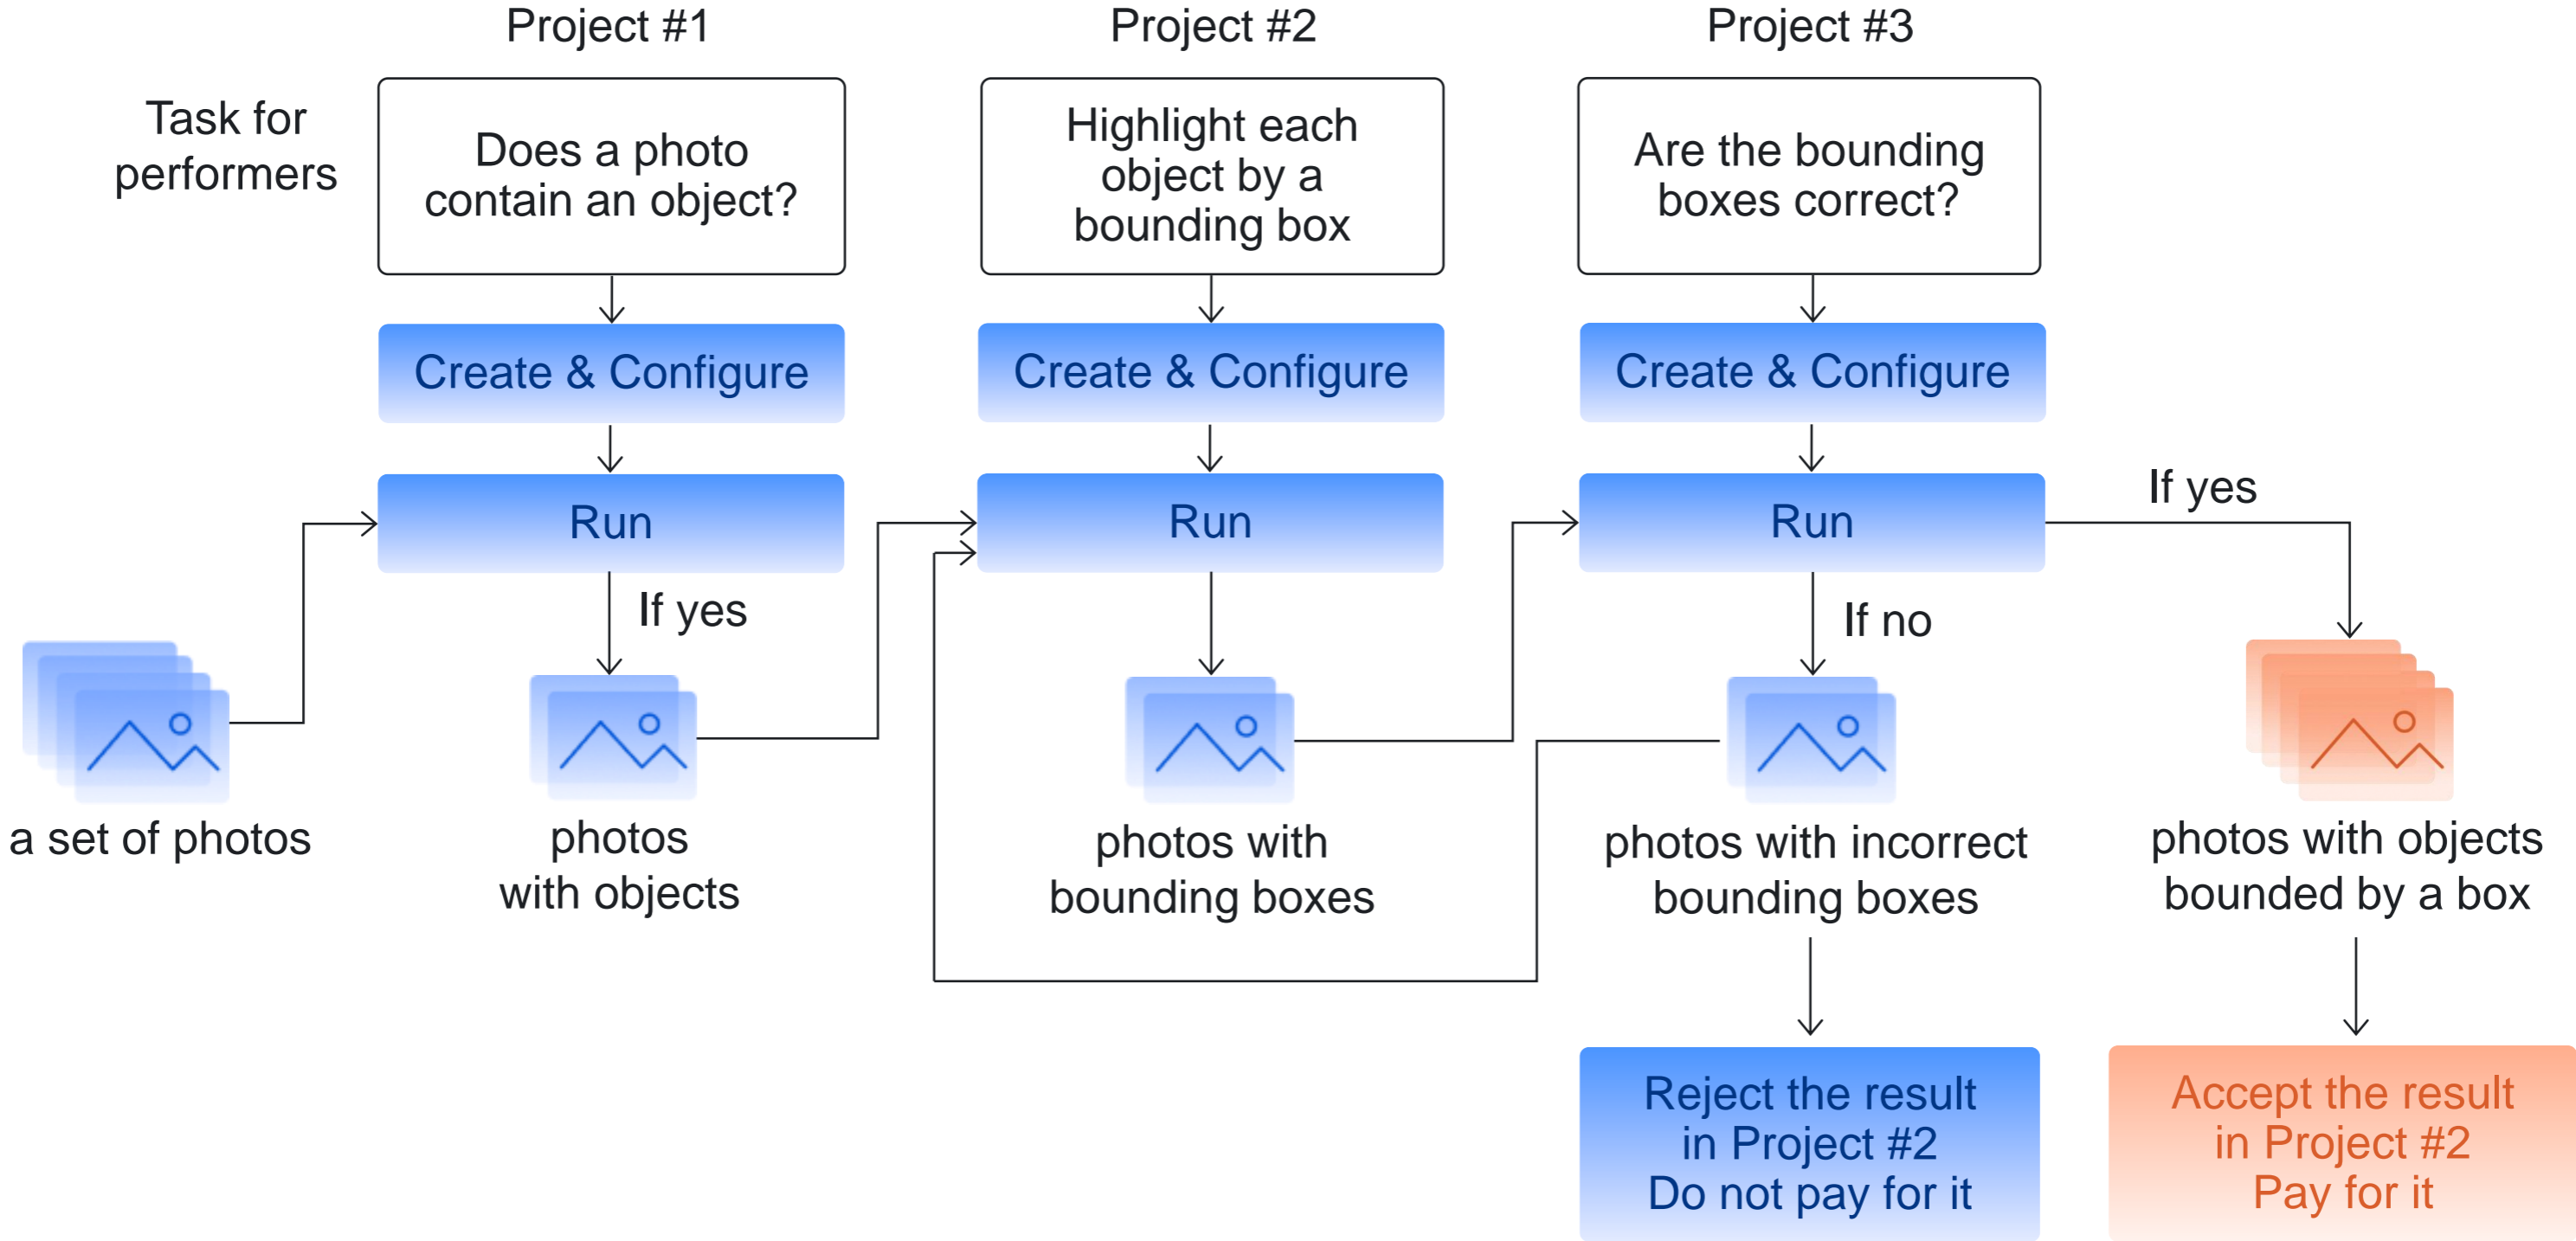 Project #1
Project #2
Project #3
Task for
performers
Does a photo
contain an object?
Highlight each
object by a
bounding box
Are the bounding
boxes correct?
Create & Configure
Create & Configure
Create & Configure
Run
Run
Run
If yes
If yes
If no
a set of photos
photos
with objects
photos with
bounding boxes
photos with incorrect
bounding boxes
photos with objects
bounded by a box
Reject the result
in Project #2
Do not pay for it
Accept the result
in Project #2
Pay for it